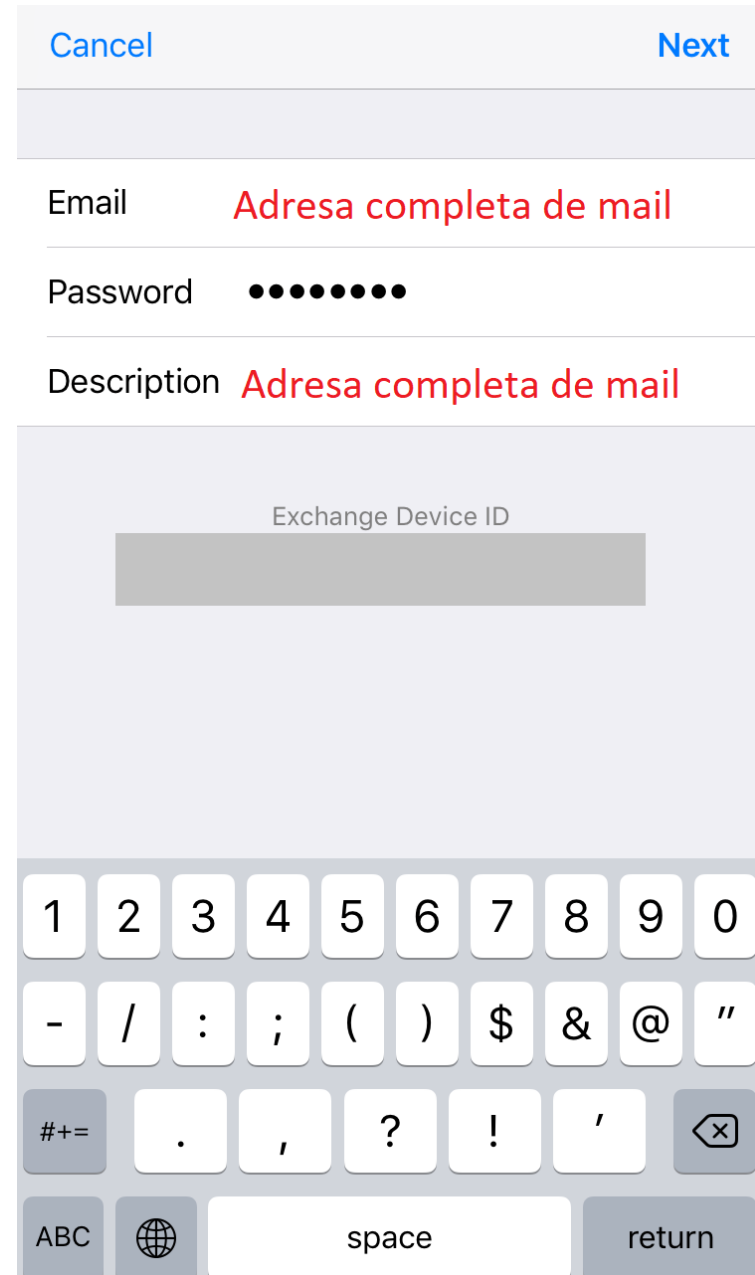 Cancel Next
Email Adresa completa de mail
Password ●●●●●●●●
Description Adresa completa de mail
Exchange Device ID
1 2 3 4 5 6 7 8 9 0
- / : ; ( ) $ & @ "
#+= . , ? ! '
ABC space return